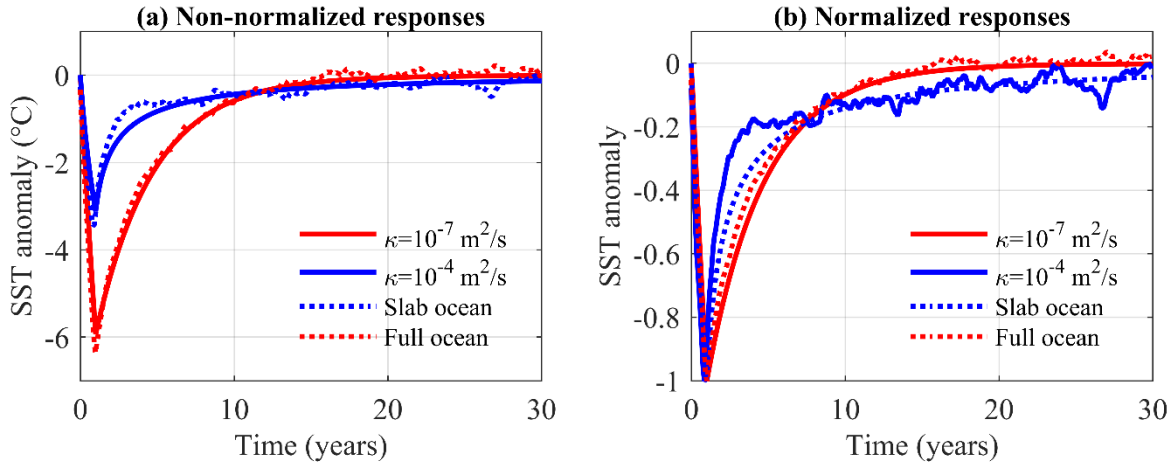 (a) Non-normalized responses
0
-2
-4
-6
SST anomaly (°C)
κ=10⁻⁷ m²/s
κ=10⁻⁴ m²/s
Slab ocean
Full ocean
0 10 20 30
Time (years)
(b) Normalized responses
0
-0.2
-0.4
-0.6
-0.8
-1
SST anomaly
κ=10⁻⁷ m²/s
κ=10⁻⁴ m²/s
Slab ocean
Full ocean
0 10 20 30
Time (years)